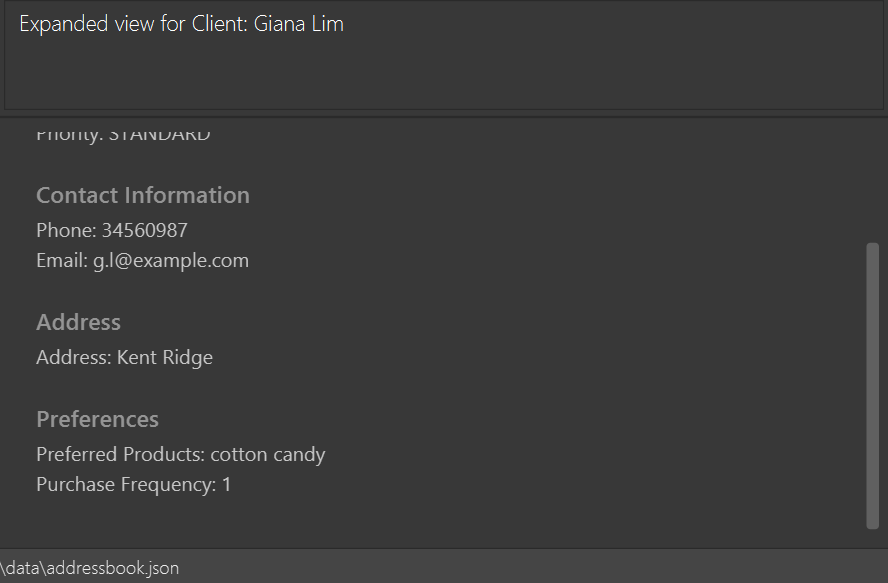 Expanded view for Client: Giana Lim
Priority: STANDARD
Contact Information
Phone: 34560987
Email: g.l@example.com
Address
Address: Kent Ridge
Preferences
Preferred Products: cotton candy
Purchase Frequency: 1
\data\addressbook.json